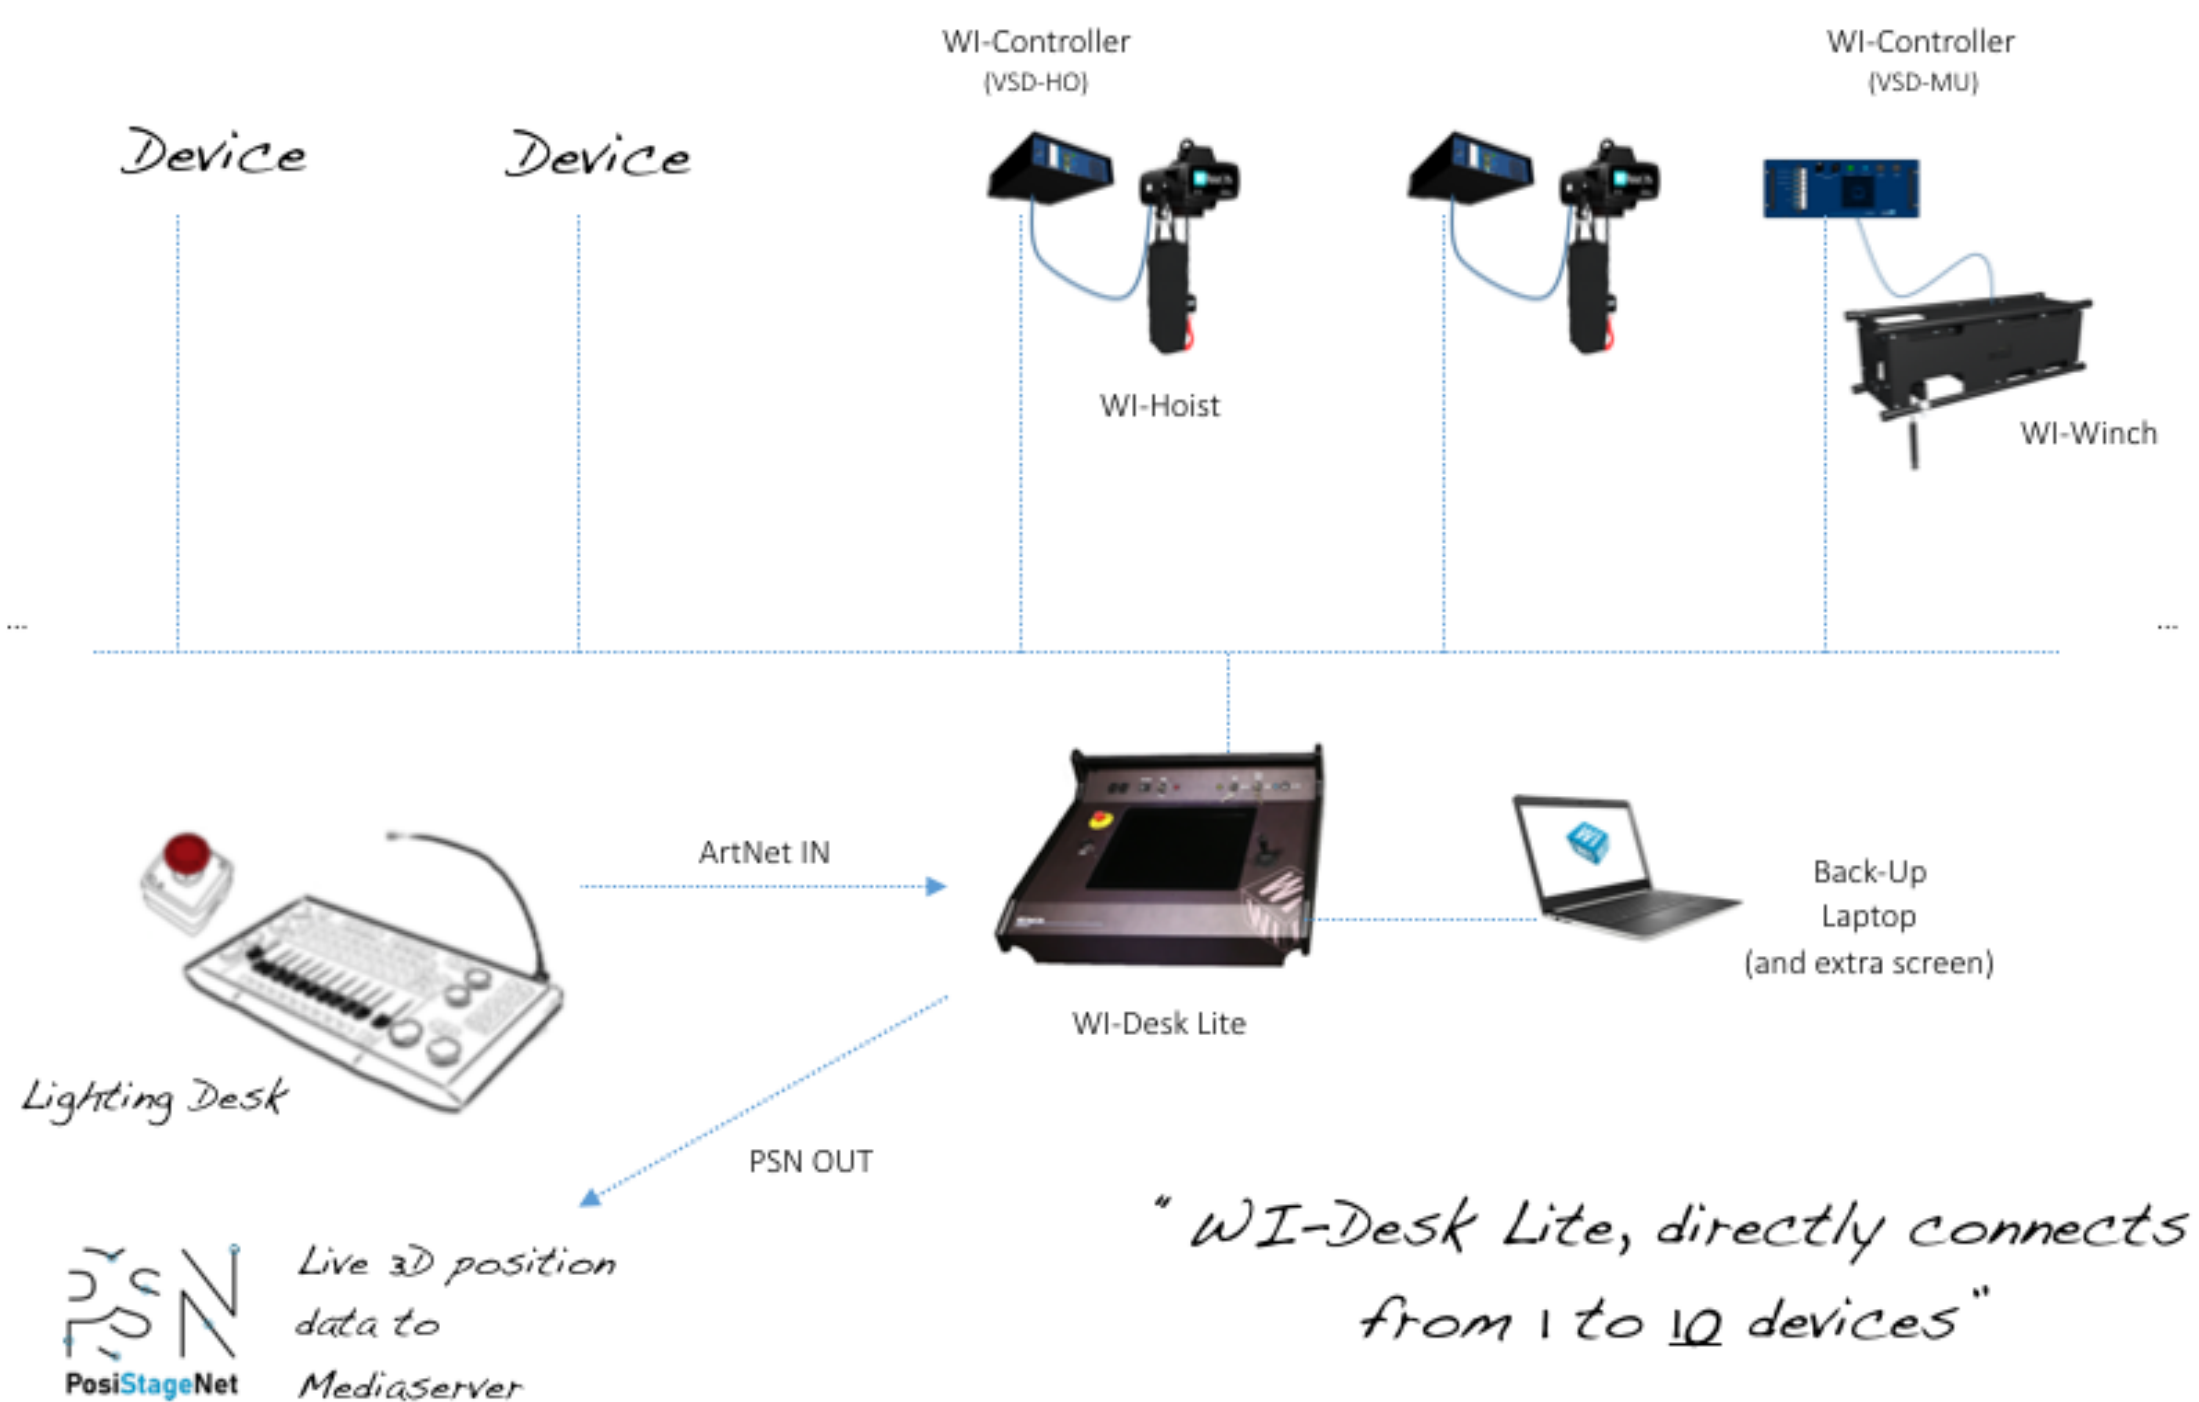 WI-Controller
(VSD-HO)
WI-Controller
(VSD-MU)
Device
Device
WI-Hoist
WI-Winch
...
...
ArtNet IN
WI
Back-Up
Laptop
(and extra screen)
WI-Desk Lite
Lighting Desk
PSN OUT
"WI-Desk Lite, directly connects
from 1 to 10 devices"
PSN
PosiStageNet
Live 3D position
data to
Mediaserver